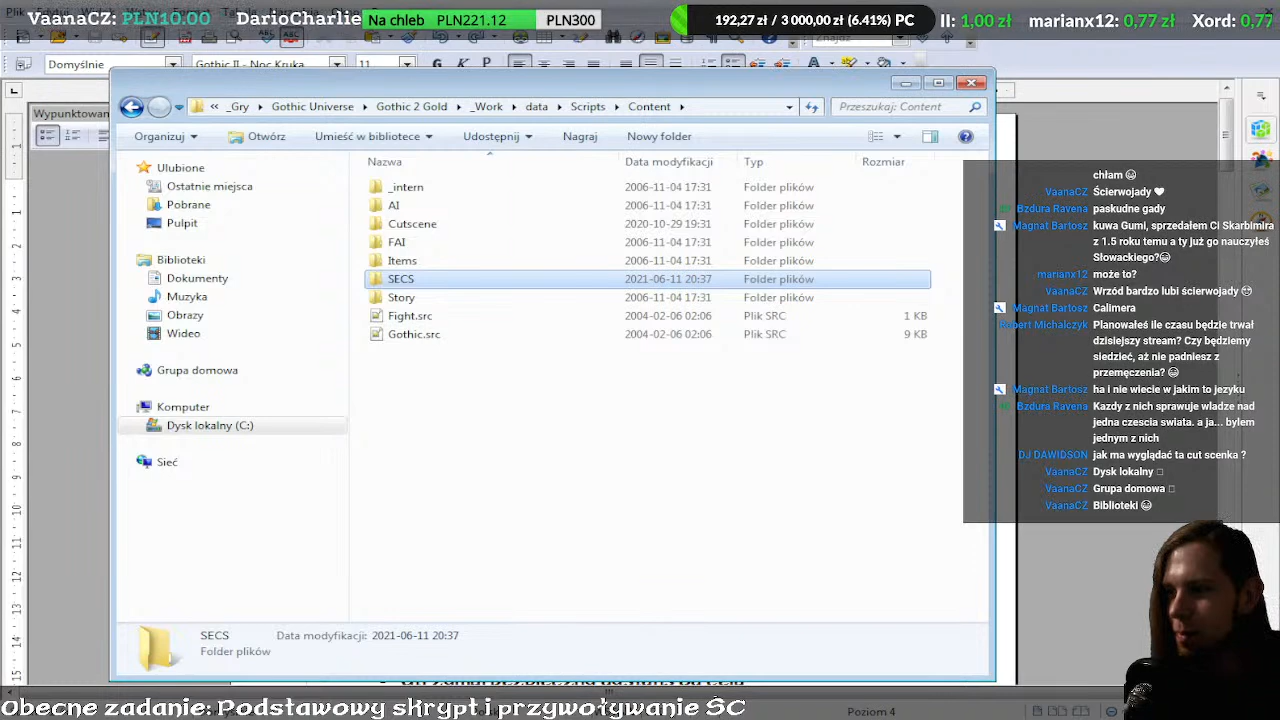 VaanaCZ: PLN10.00 DarioCharlie
Na chleb PLN221.12 PLN300
192,27 zł / 3 000,00 zł (6.41%) PC
II: 1,00 zł marianx12: 0,77 zł Xord: 0,77
Domyślnie
Gothic II - Noc Kruka
11
G K P
Wypunktowan
_Gry
Gothic Universe
Gothic 2 Gold
_Work
data
Scripts
Content
Przeszukaj: Content
Organizuj
Otwórz
Umieść w bibliotece
Udostępnij
Nagraj
Nowy folder
Ulubione
Ostatnie miejsca
Pobrane
Pulpit
Biblioteki
Dokumenty
Muzyka
Obrazy
Wideo
Grupa domowa
Komputer
Dysk lokalny (C:)
Sieć
Nazwa Data modyfikacji Typ Rozmiar
_intern 2006-11-04 17:31 Folder plików
AI 2006-11-04 17:31 Folder plików
Cutscene 2020-10-29 19:31 Folder plików
FAI 2006-11-04 17:31 Folder plików
Items 2006-11-04 17:31 Folder plików
SECS 2021-06-11 20:37 Folder plików
Story 2006-11-04 17:31 Folder plików
Fight.src 2004-02-06 02:06 Plik SRC 1 KB
Gothic.src 2004-02-06 02:06 Plik SRC 9 KB
SECS Data modyfikacji: 2021-06-11 20:37
Folder plików
chłam
VaanaCZ Ścierwojady
Bzdura Ravena paskudne gady
Magnat Bartosz kuwa Gumi, sprzedałem Ci Skarbimira
z 1.5 roku temu a ty już go nauczyłeś
Słowackiego?
marianx12 może to?
VaanaCZ Wrzód bardzo lubi ścierwojady
Magnat Bartosz Calimera
Robert Michalczyk Planowałeś ile czasu będzie trwał
dzisiejszy stream? Czy będziemy
siedzieć, aż nie padniesz z
przemęczenia?
Magnat Bartosz ha i nie wiecie w jakim to jezyku
Bzdura Ravena Kazdy z nich sprawuje wladze nad
jedna czescia swiata. a ja... bylem
jednym z nich
DJ DAWIDSON jak ma wyglądać ta cut scenka ?
VaanaCZ Dysk lokalny
VaanaCZ Grupa domowa
VaanaCZ Biblioteki
Obecne zadanie: Podstawowy skrypt i przywoływanie SC
Poziom 4